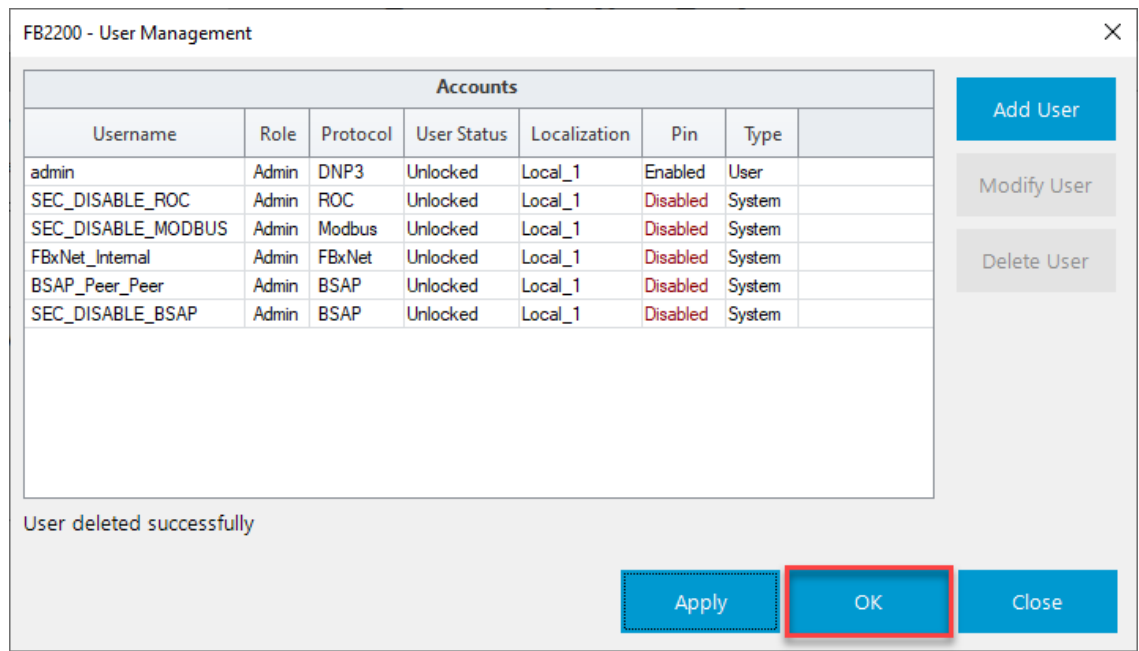 FB2200 - User Management
Accounts
Add User
Username Role Protocol User Status Localization Pin Type
admin Admin DNP3 Unlocked Local_1 Enabled User
Modify User
SEC_DISABLE_ROC Admin ROC Unlocked Local_1 Disabled System
SEC_DISABLE_MODBUS Admin Modbus Unlocked Local_1 Disabled System
FBxNet_Internal Admin FBxNet Unlocked Local_1 Disabled System
Delete User
BSAP_Peer_Peer Admin BSAP Unlocked Local_1 Disabled System
SEC_DISABLE_BSAP Admin BSAP Unlocked Local_1 Disabled System
User deleted successfully
Apply OK Close